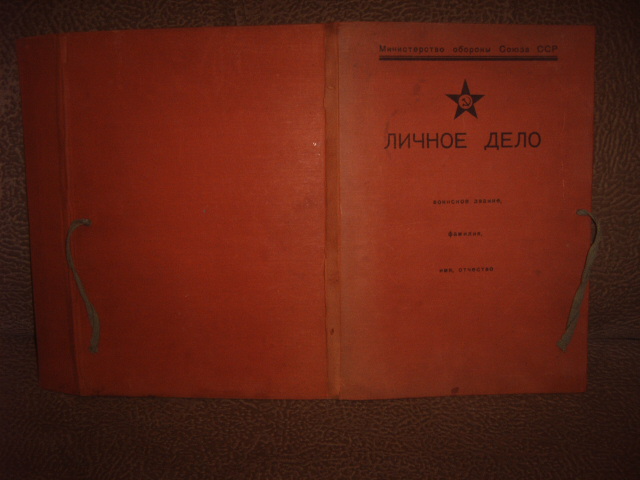 Министерство обороны Союза ССР
ЛИЧНОЕ ДЕЛО
воинское звание,
фамилия,
имя, отчество